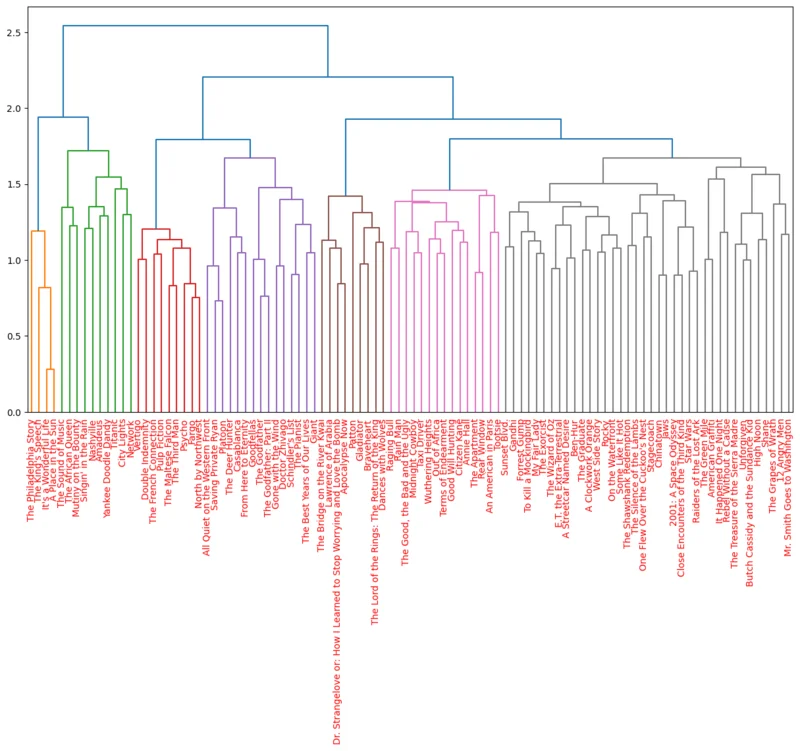 2.5
2.0
1.5
1.0
0.5
0.0
The Philadelphia Story
The King's Speech
It's a Wonderful Life
A Place in the Sun
The Sound of Music
The African Queen
Mutiny on the Bounty
Singin' in the Rain
Nashville
Amadeus
Yankee Doodle Dandy
Titanic
City Lights
Network
Vertigo
Double Indemnity
The French Connection
Pulp Fiction
The Maltese Falcon
The Third Man
Psycho
Fargo
North by Northwest
All Quiet on the Western Front
Saving Private Ryan
Platoon
The Deer Hunter
Casablanca
From Here to Eternity
Goodfellas
The Godfather
The Godfather: Part II
Gone with the Wind
Doctor Zhivago
Schindler's List
The Pianist
The Best Years of Our Lives
Giant
The Bridge on the River Kwai
Lawrence of Arabia
Dr. Strangelove or: How I Learned to Stop Worrying and Love the Bomb
Apocalypse Now
Patton
Gladiator
Braveheart
The Lord of the Rings: The Return of the King
Dances with Wolves
Raging Bull
Rain Man
The Good, the Bad and the Ugly
Midnight Cowboy
Taxi Driver
Wuthering Heights
Out of Africa
Terms of Endearment
Good Will Hunting
Citizen Kane
Annie Hall
The Apartment
Rear Window
An American in Paris
Tootsie
Sunset Blvd.
Gandhi
Forrest Gump
To Kill a Mockingbird
My Fair Lady
The Exorcist
The Wizard of Oz
E.T. the Extra-Terrestrial
A Streetcar Named Desire
Ben-Hur
The Graduate
A Clockwork Orange
West Side Story
Rocky
On the Waterfront
Some Like It Hot
The Shawshank Redemption
The Silence of the Lambs
One Flew Over the Cuckoo's Nest
Stagecoach
Chinatown
Jaws
2001: A Space Odyssey
Close Encounters of the Third Kind
Star Wars
Raiders of the Lost Ark
The Green Mile
American Graffiti
It Happened One Night
Rebel Without a Cause
The Treasure of the Sierra Madre
Unforgiven
Butch Cassidy and the Sundance Kid
High Noon
Shane
The Grapes of Wrath
12 Angry Men
Mr. Smith Goes to Washington